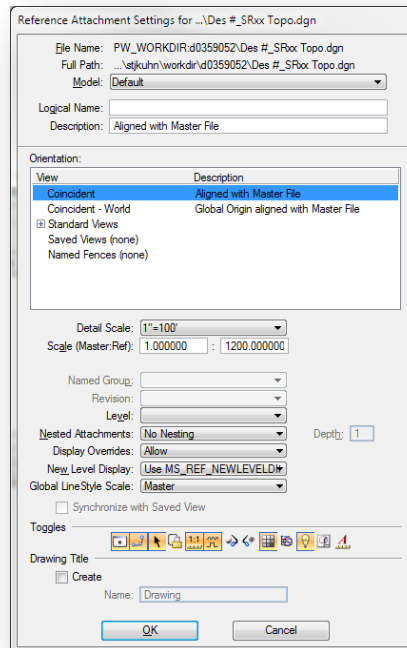 Reference Attachment Settings for ...\Des #_SRxx Topo.dgn
File Name: PW_WORKDIR:d0359052\Des #_SRxx Topo.dgn
Full Path: ...\stjkuhn\workdir\d0359052\Des #_SRxx Topo.dgn
Model: Default
Logical Name:
Description: Aligned with Master File
Orientation:
View Description
Coincident Aligned with Master File
Coincident - World Global Origin aligned with Master File
Standard Views
Saved Views (none)
Named Fences (none)
Detail Scale: 1"=100'
Scale (Master:Ref): 1.000000 : 1200.000000
Named Group:
Revision:
Level:
Nested Attachments: No Nesting Depth: 1
Display Overrides: Allow
New Level Display: Use MS_REF_NEWLEVELDI
Global LineStyle Scale: Master
Synchronize with Saved View
Toggles
1:1
Drawing Title
Create
Name: Drawing
OK Cancel